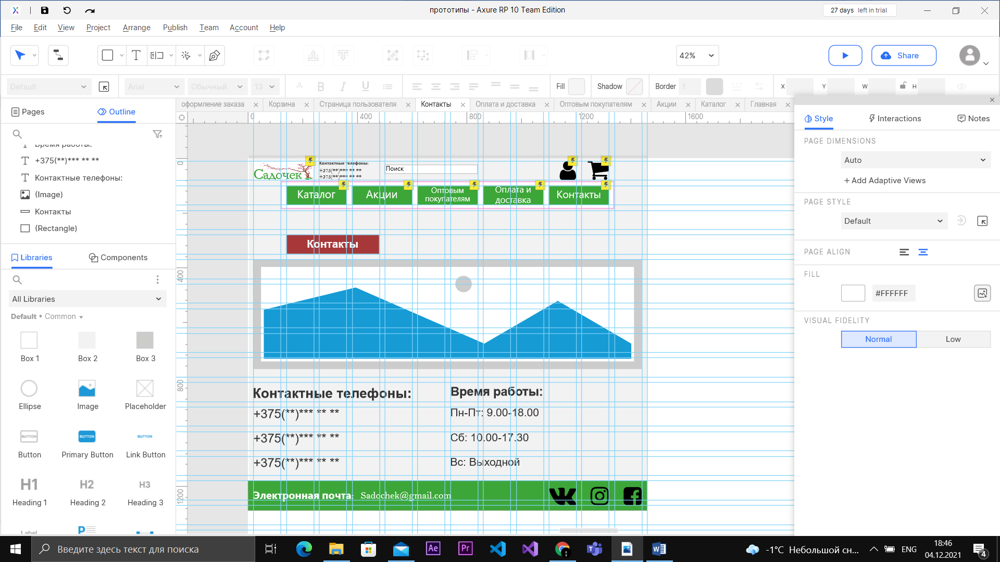 прототипы - Axure RP 10 Team Edition
27 days left in trial
File Edit View Project Arrange Publish Team Account Help
42%
Share
Default
Arial
Обычный
13
Fill
Shadow
Border
1
X
Y
W
H
оформление заказа
Корзина
Страница пользователя
Контакты
Оплата и доставка
Оптовым покупателям
Акции
Каталог
Главная
Pages
Outline
Время работы:
+375(**)*** ** **
Контактные телефоны:
(Image)
Контакты
(Rectangle)
Libraries
Components
All Libraries
Default • Common
Box 1
Box 2
Box 3
Ellipse
Image
Placeholder
BUTTON
BUTTON
BUTTON
Button
Primary Button
Link Button
H1
H2
H3
Heading 1
Heading 2
Heading 3
Label
P
0
400
800
1200
1600
0
400
800
1200
Садочек
Контактные телефоны:
+375(**)*** ** **
+375(**)*** ** **
Поиск
Каталог
Акции
Оптовым
покупателям
Оплата и
доставка
Контакты
Контакты
Контактные телефоны:
+375(**)*** ** **
+375(**)*** ** **
+375(**)*** ** **
Время работы:
Пн-Пт: 9.00-18.00
Сб: 10.00-17.30
Вс: Выходной
Электронная почта: Sadochek@gmail.com
Style
Interactions
Notes
PAGE DIMENSIONS
Auto
+ Add Adaptive Views
PAGE STYLE
Default
PAGE ALIGN
FILL
#FFFFFF
VISUAL FIDELITY
Normal
Low
Введите здесь текст для поиска
Ae
Pr
-1°C Небольшой сн...
ENG
18:46
04.12.2021
4